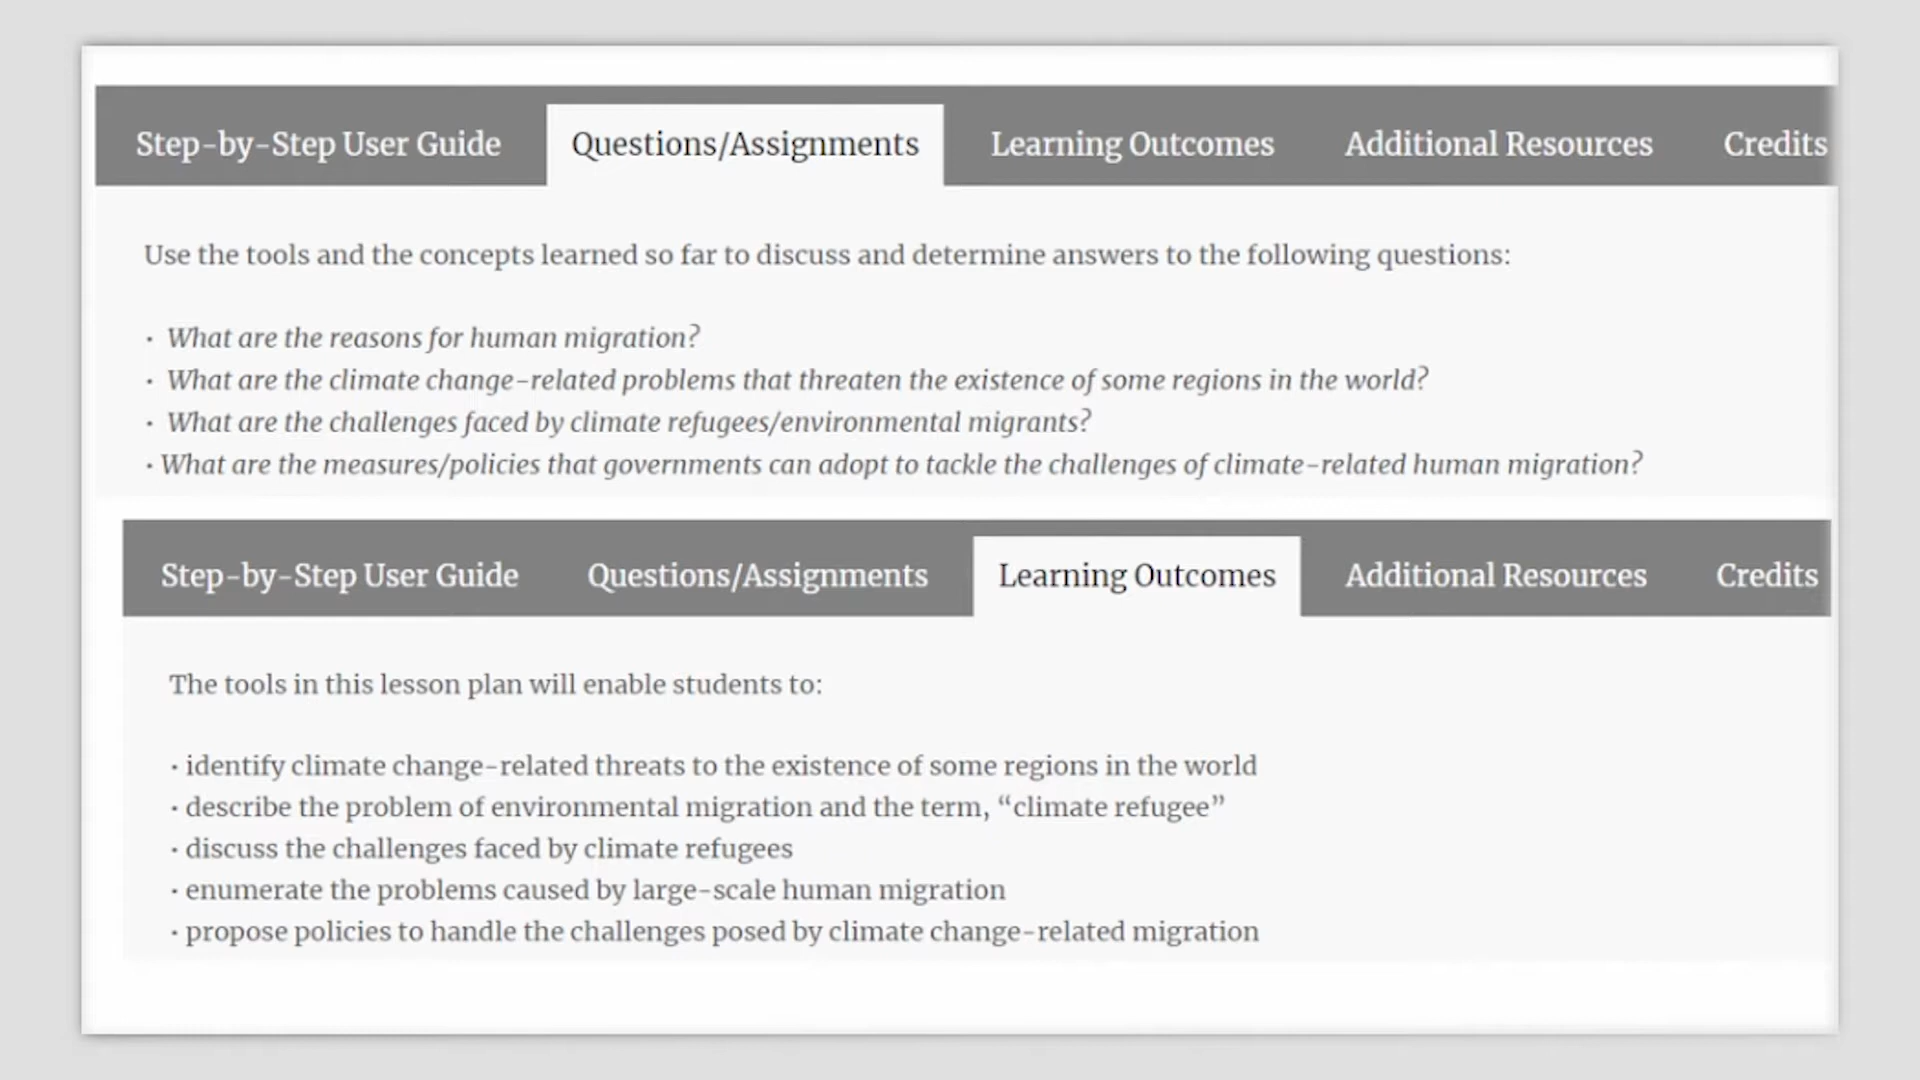 Step-by-Step User Guide Questions/Assignments Learning Outcomes Additional Resources Credits
Use the tools and the concepts learned so far to discuss and determine answers to the following questions:
· What are the reasons for human migration?
· What are the climate change-related problems that threaten the existence of some regions in the world?
· What are the challenges faced by climate refugees/environmental migrants?
· What are the measures/policies that governments can adopt to tackle the challenges of climate-related human migration?
Step-by-Step User Guide Questions/Assignments Learning Outcomes Additional Resources Credits
The tools in this lesson plan will enable students to:
· identify climate change-related threats to the existence of some regions in the world
· describe the problem of environmental migration and the term, “climate refugee”
· discuss the challenges faced by climate refugees
· enumerate the problems caused by large-scale human migration
· propose policies to handle the challenges posed by climate change-related migration